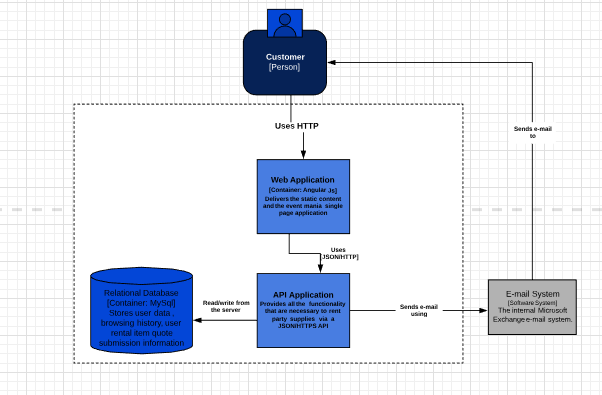 Customer
[Person]
Uses HTTP
Sends e-mail
to
Web Application
[Container: Angular Js]
Delivers the static content
and the event mania single
page application
Uses
[JSON/HTTP]
Relational Database
[Container: MySql]
Stores user data ,
browsing history, user
rental item quote
submission information
Read/write from
the server
API Application
Provides all the functionality
that are necessary to rent
party supplies via a
JSON/HTTPS API
Sends e-mail
using
E-mail System
[Software System]
The internal Microsuft
Exchange e-mail system.